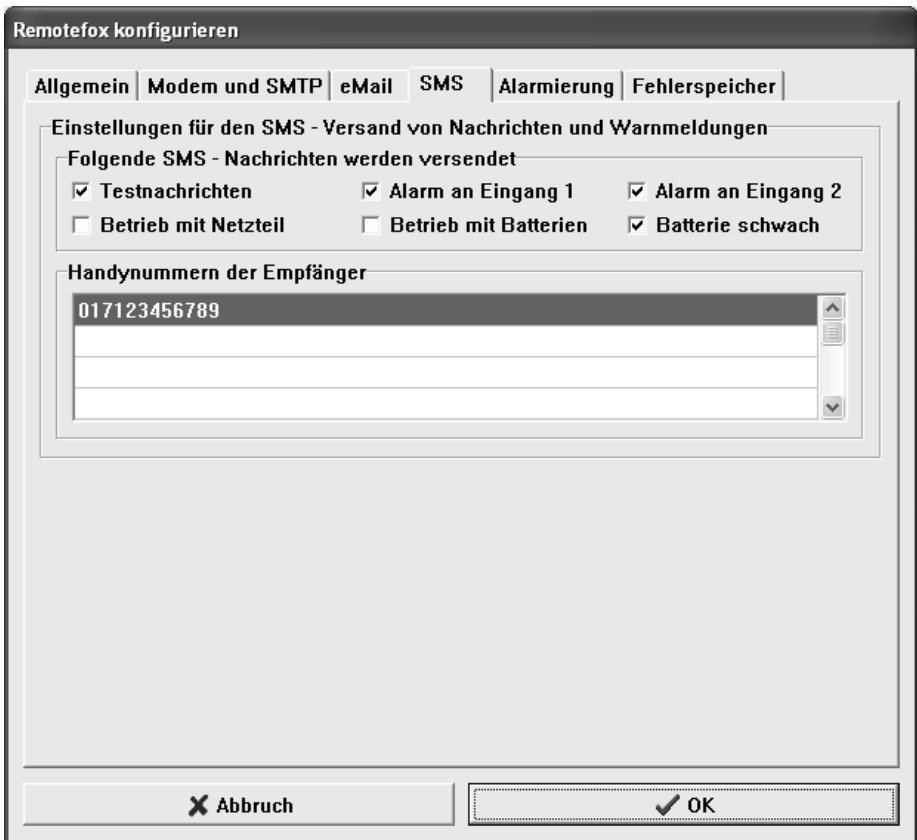 Remotefox konfigurieren
Allgemein Modem und SMTP eMail SMS Alarmierung Fehlerspeicher
Einstellungen für den SMS - Versand von Nachrichten und Warnmeldungen
Folgende SMS - Nachrichten werden versendet
Testnachrichten Alarm an Eingang 1 Alarm an Eingang 2
Betrieb mit Netzteil Betrieb mit Batterien Batterie schwach
Handynummern der Empfänger
017123456789
Abbruch OK